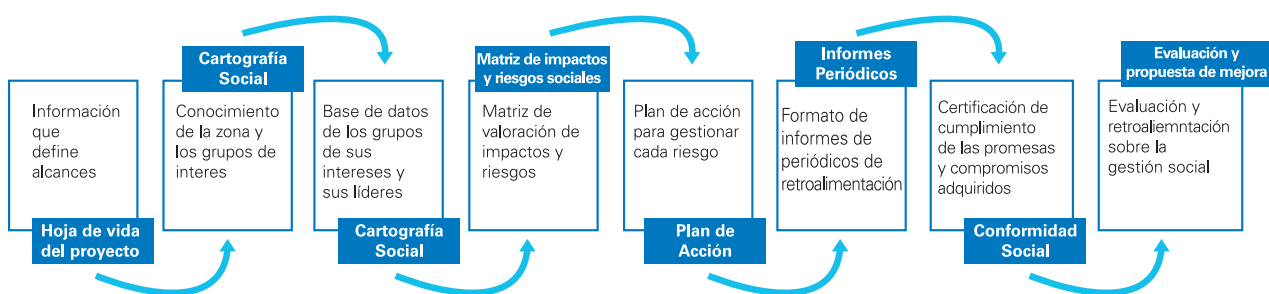 Información
que
define
alcances
Hoja de vida
del proyecto
Cartografía
Social
Conocimiento
de la zona y
los grupos de
interes
Base de datos
de los grupos
de sus
intereses y
sus líderes
Cartografía
Social
Matriz de impactos
y riesgos sociales
Matriz de
valoración de
impactos y
riesgos
Plan de acción
para gestionar
cada riesgo
Plan de
Acción
Informes
Periódicos
Formato de
informes de
periódicos de
retroalimentación
Certificación de
cumplimiento
de las promesas
y compromisos
adquiridos
Conformidad
Social
Evaluación y
propuesta de mejora
Evaluación y
retroaliemntación
sobre la
gestión social